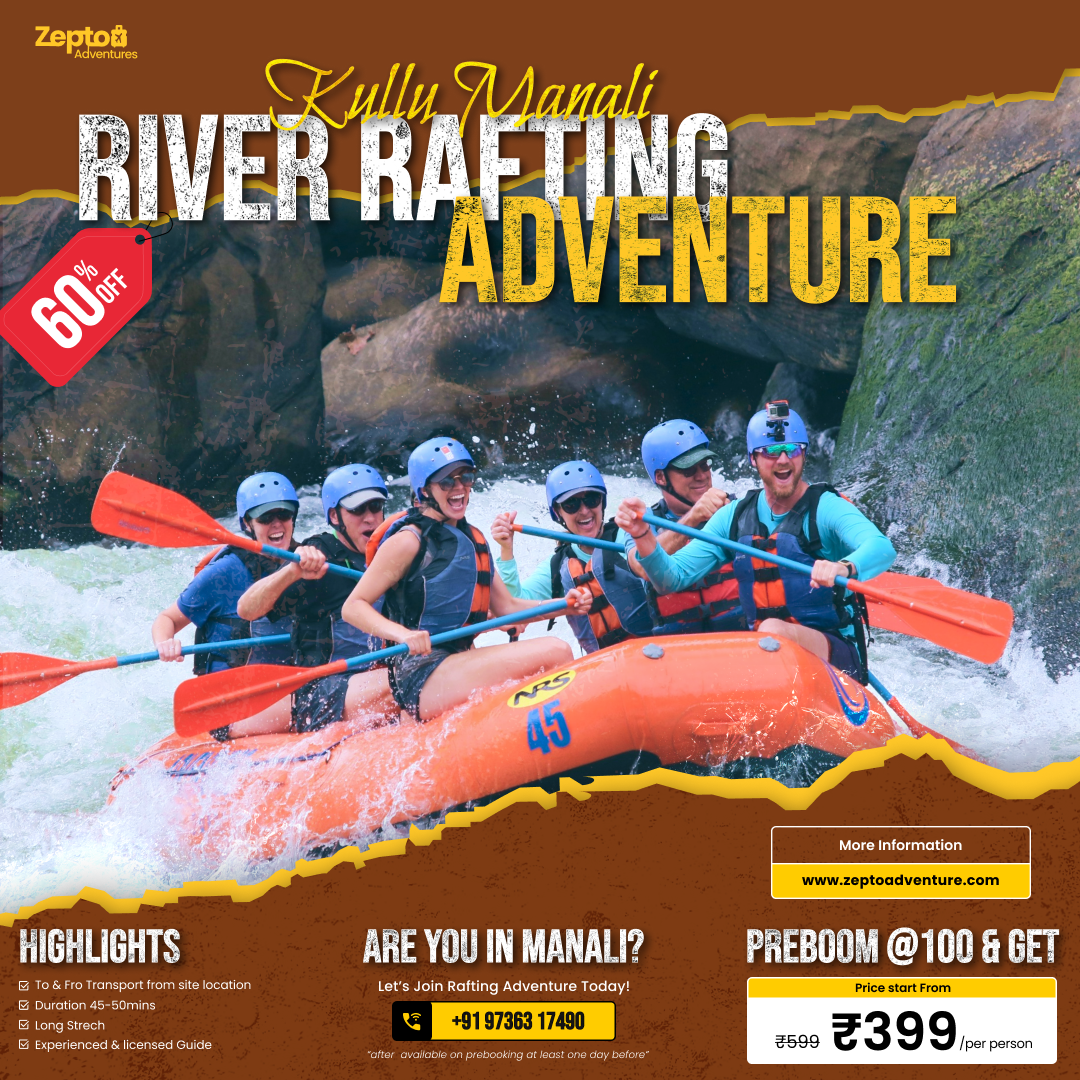 Zepto
Adventures
Kullu Manali
RIVER RAFTING
ADVENTURE
60% OFF
NRS
45
More Information
www.zeptoadventure.com
HIGHLIGHTS
To & Fro Transport from site location
Duration 45-50mins
Long Strech
Experienced & licensed Guide
ARE YOU IN MANALI?
Let's Join Rafting Adventure Today!
+91 97363 17490
"after available on prebooking at least one day before"
PREBOOM @100 & GET
Price start From
₹599 ₹399/per person